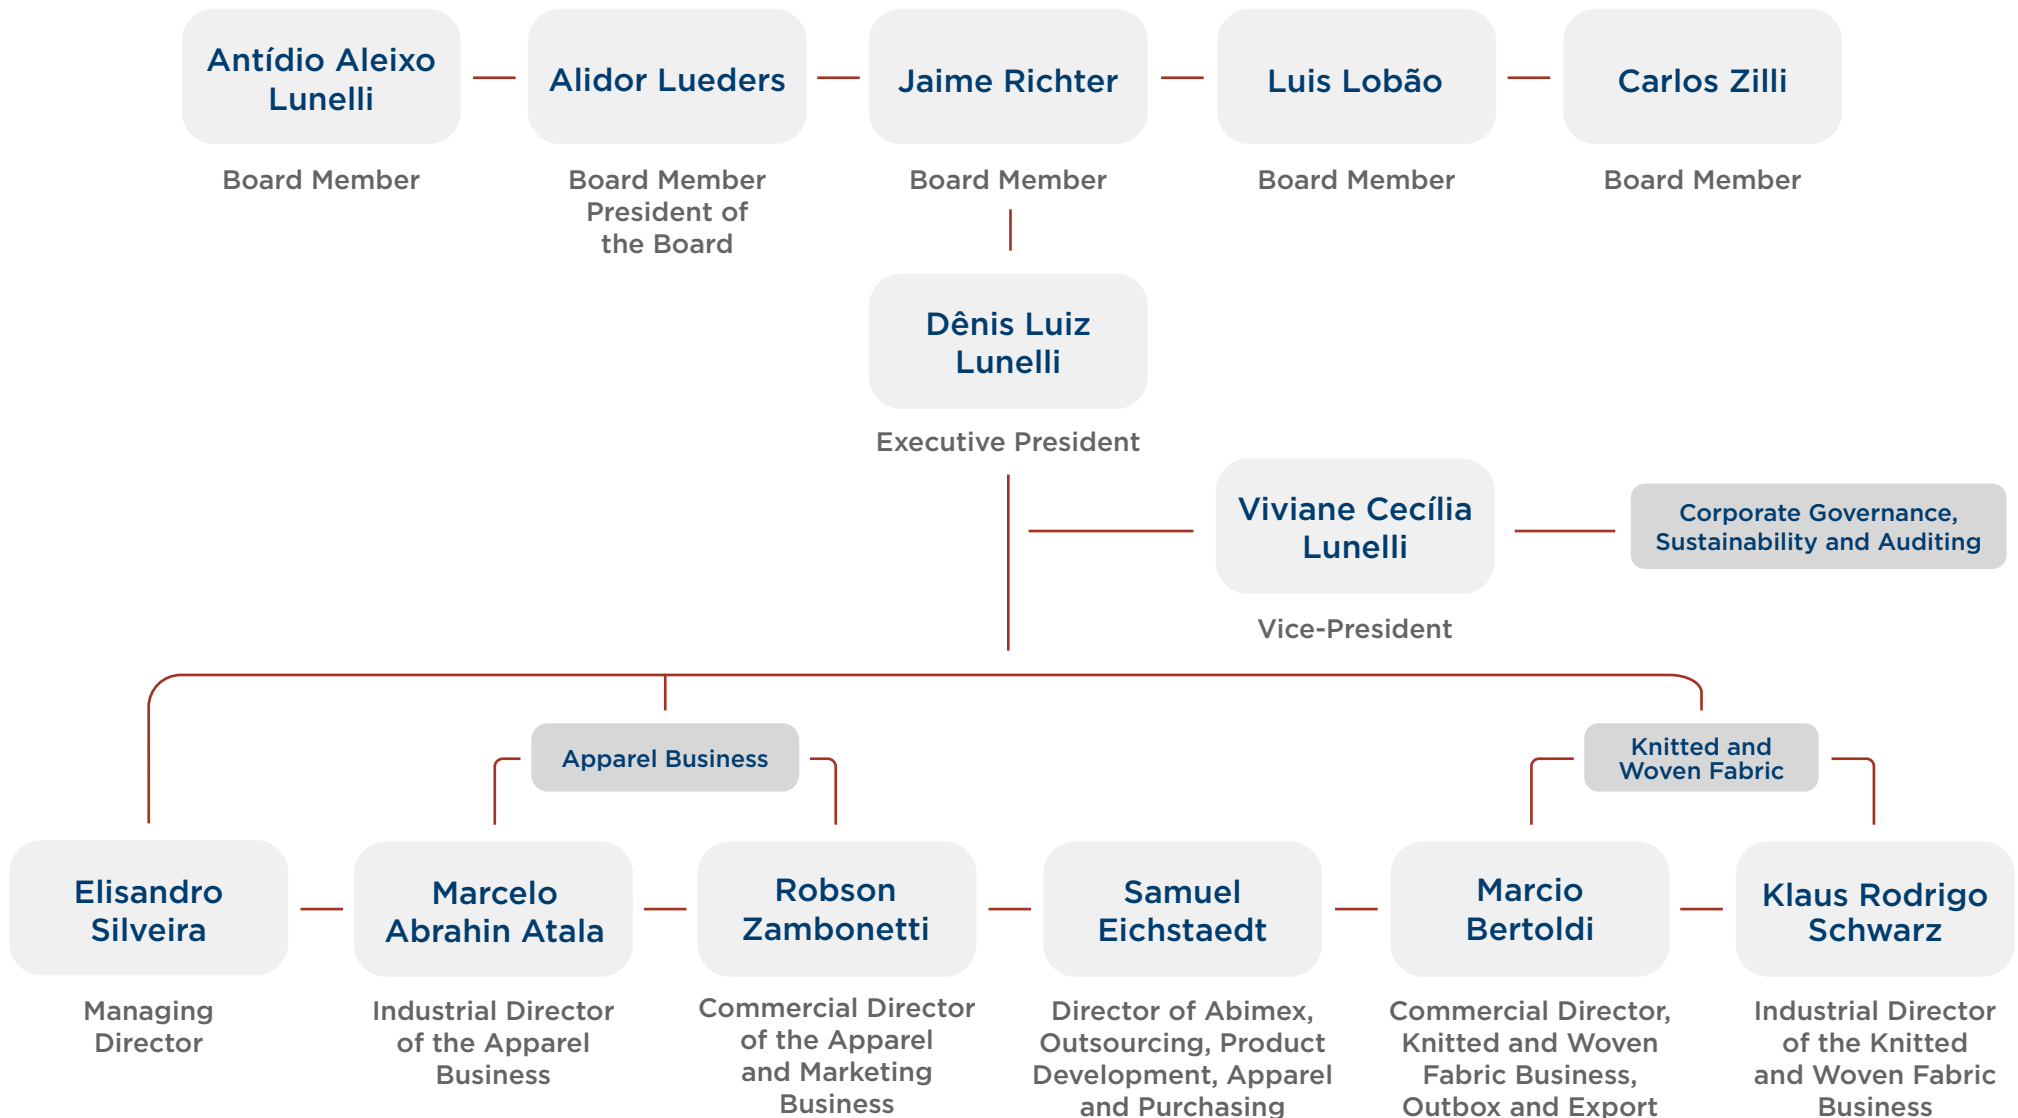 Antídio Aleixo
Lunelli
Board Member
Alidor Lueders
Board Member
President of
the Board
Jaime Richter
Board Member
Luis Lobão
Board Member
Carlos Zilli
Board Member
Dênis Luiz
Lunelli
Executive President
Viviane Cecília
Lunelli
Vice-President
Corporate Governance,
Sustainability and Auditing
Apparel Business
Knitted and
Woven Fabric
Elisandro
Silveira
Managing
Director
Marcelo
Abrahin Atala
Industrial Director
of the Apparel
Business
Robson
Zambonetti
Commercial Director
of the Apparel
and Marketing
Business
Samuel
Eichstaedt
Director of Abimex,
Outsourcing, Product
Development, Apparel
and Purchasing
Marcio
Bertoldi
Commercial Director,
Knitted and Woven
Fabric Business,
Outbox and Export
Klaus Rodrigo
Schwarz
Industrial Director
of the Knitted
and Woven Fabric
Business